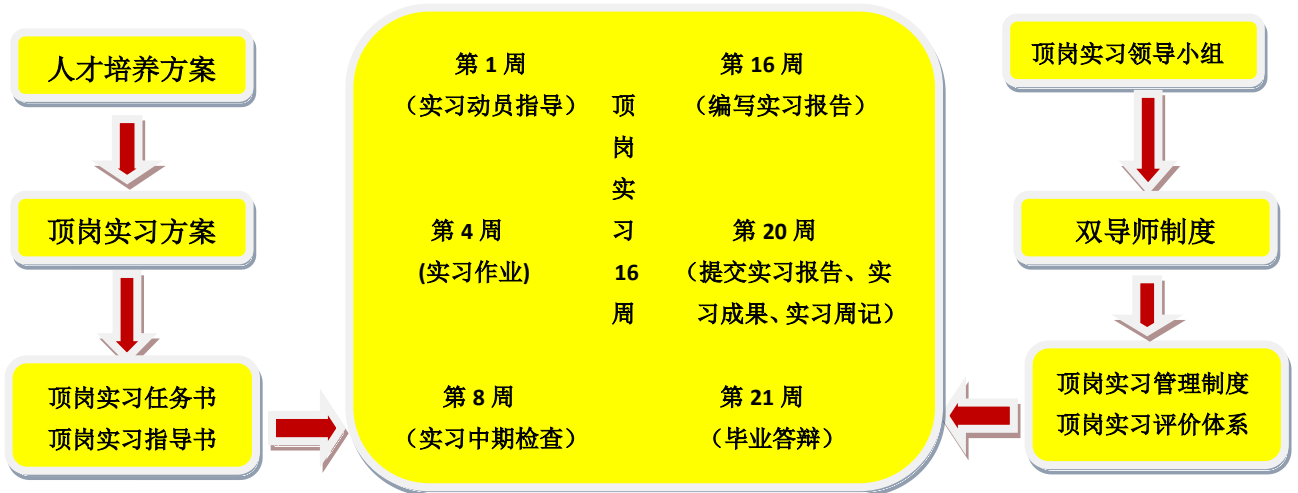 人才培养方案
顶岗实习方案
顶岗实习任务书
顶岗实习指导书
第 1 周
（实习动员指导）
第 4 周
(实习作业)
第 8 周
（实习中期检查）
顶
岗
实
习
16
周
第 16 周
（编写实习报告）
第 20 周
（提交实习报告、实
习成果、实习周记）
第 21 周
（毕业答辩）
顶岗实习领导小组
双导师制度
顶岗实习管理制度
顶岗实习评价体系